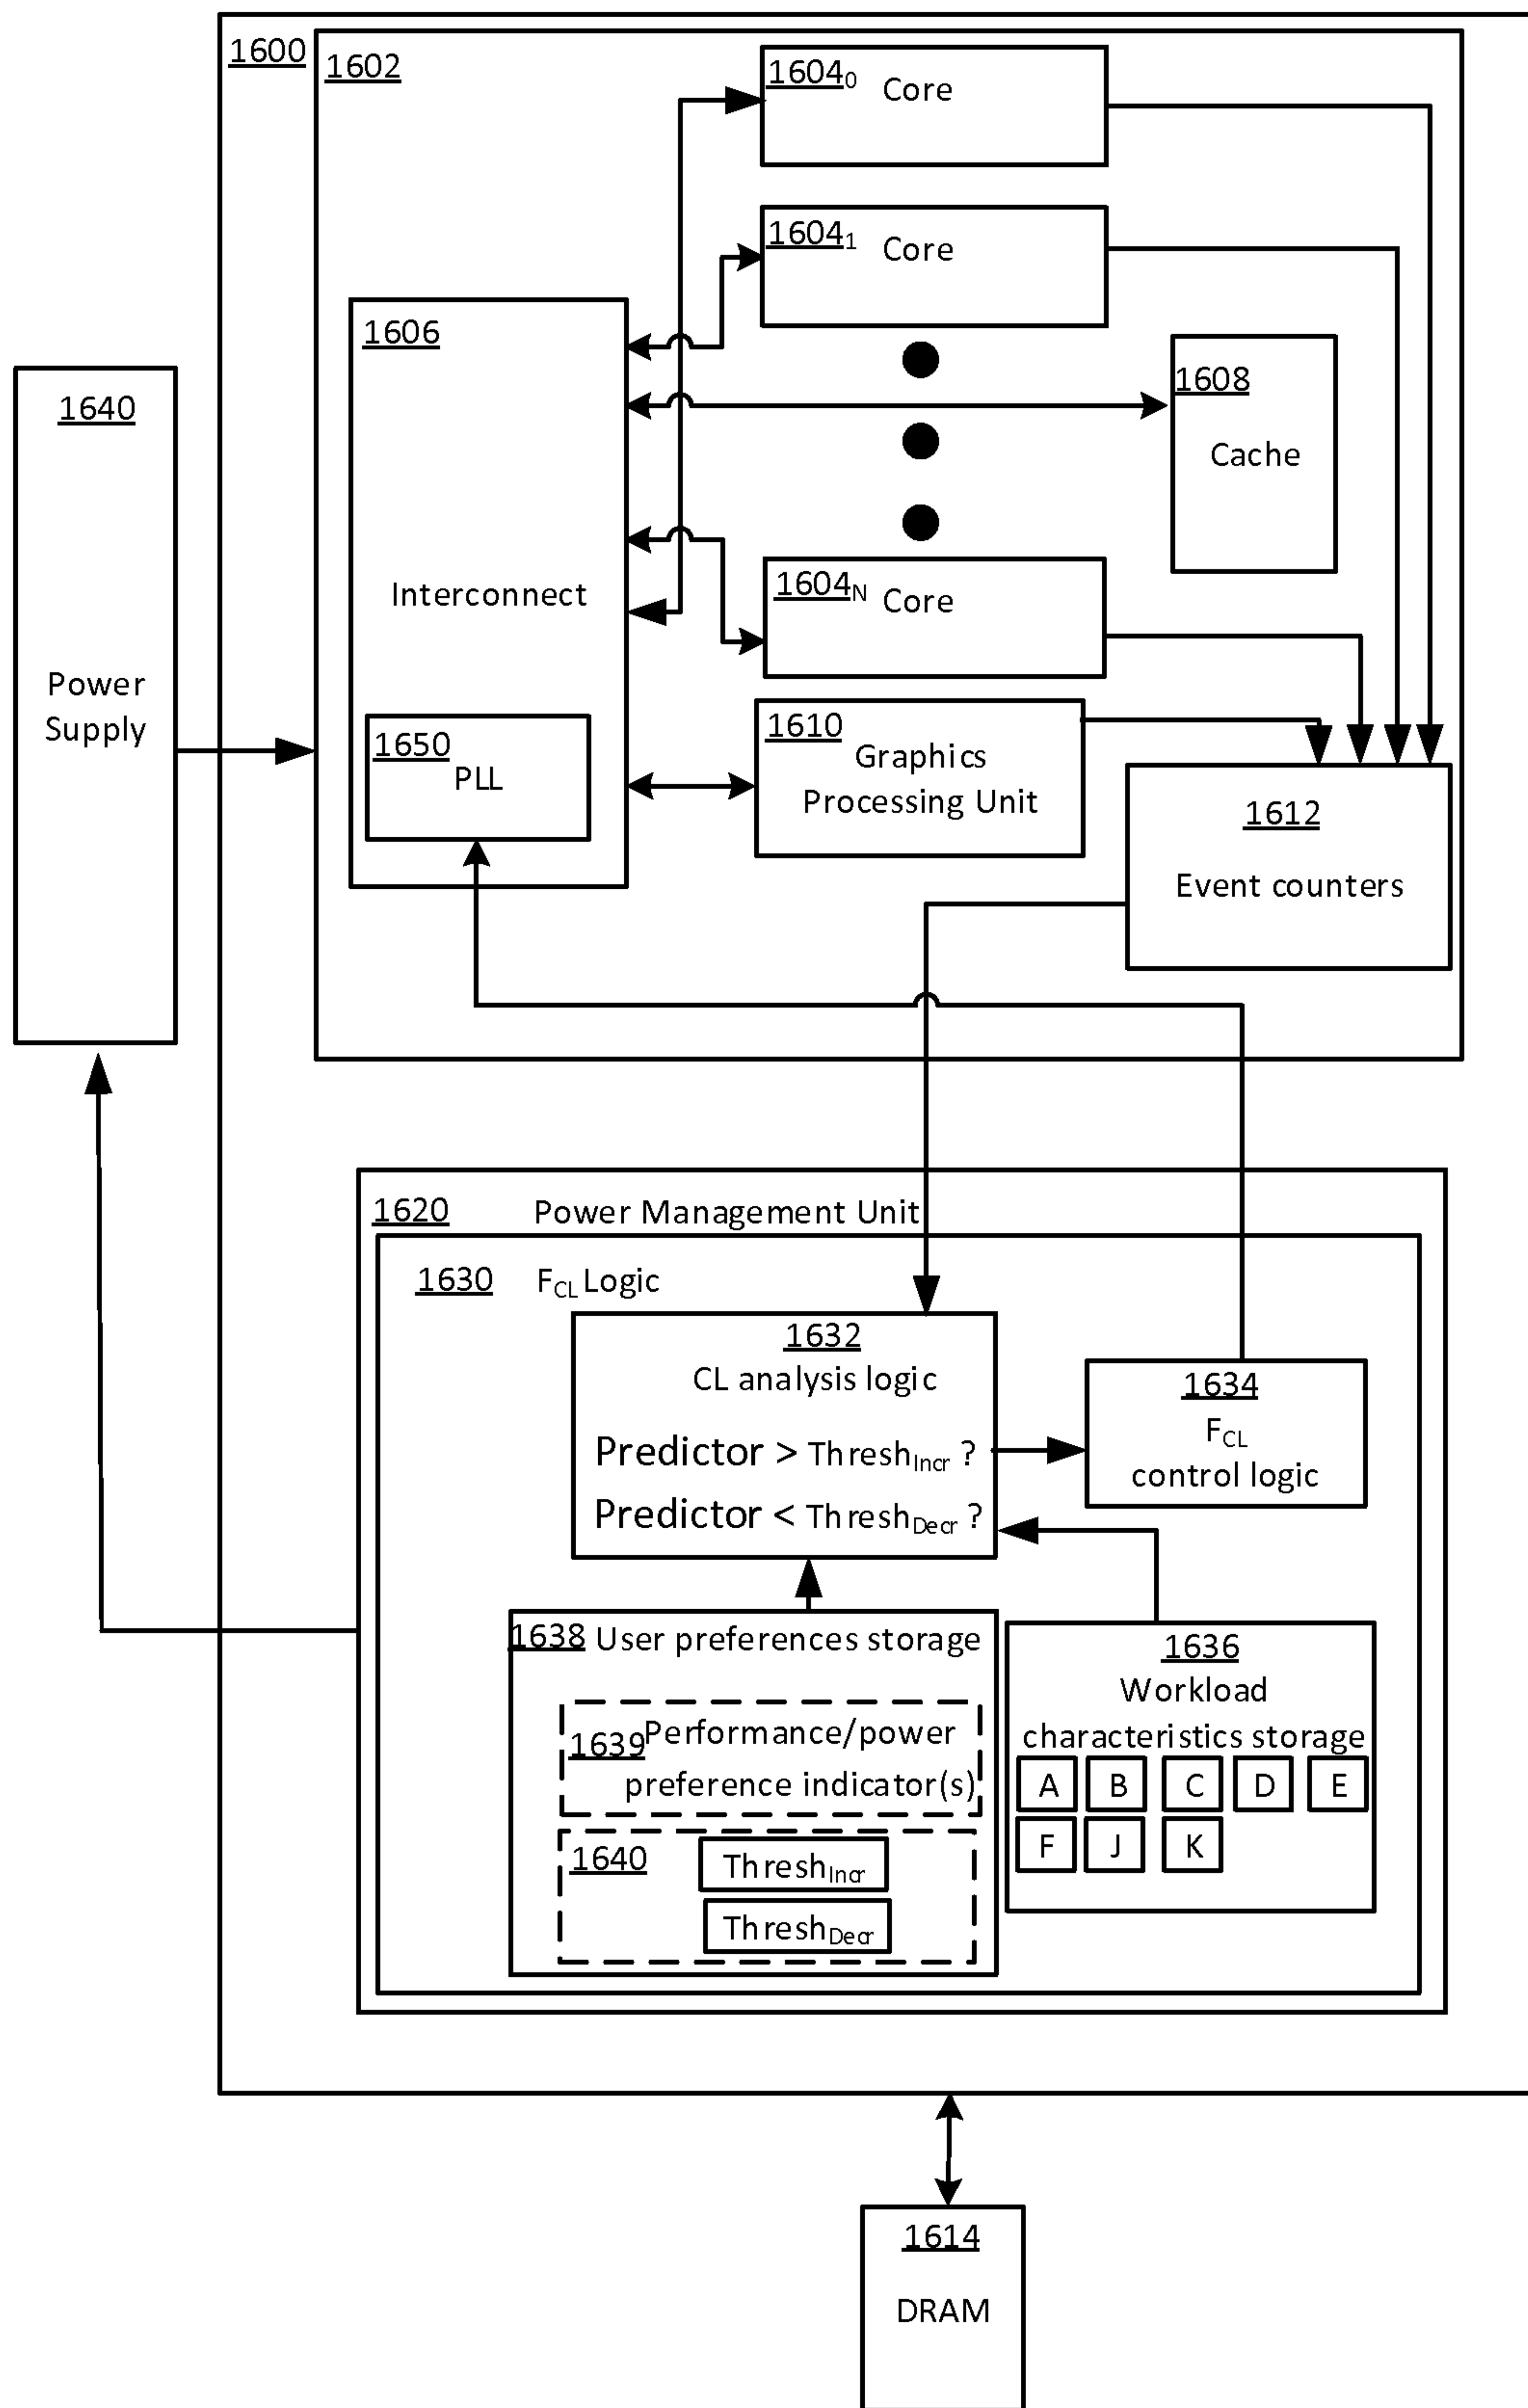 1600
1602
1604₀ Core
1604₁ Core
1606
Interconnect
1608
Cache
1640
Power
Supply
1604N Core
1650
PLL
1610
Graphics
Processing Unit
1612
Event counters
1620 Power Management Unit
1630 FCL Logic
1632
CL analysis logic
Predictor > ThreshIncr ?
Predictor < ThreshDecr ?
1634
FCL
control logic
1638 User preferences storage
1639 Performance/power
preference indicator(s)
1640
ThreshIncr
ThreshDecr
1636
Workload
characteristics storage
A B C D E
F J K
1614
DRAM